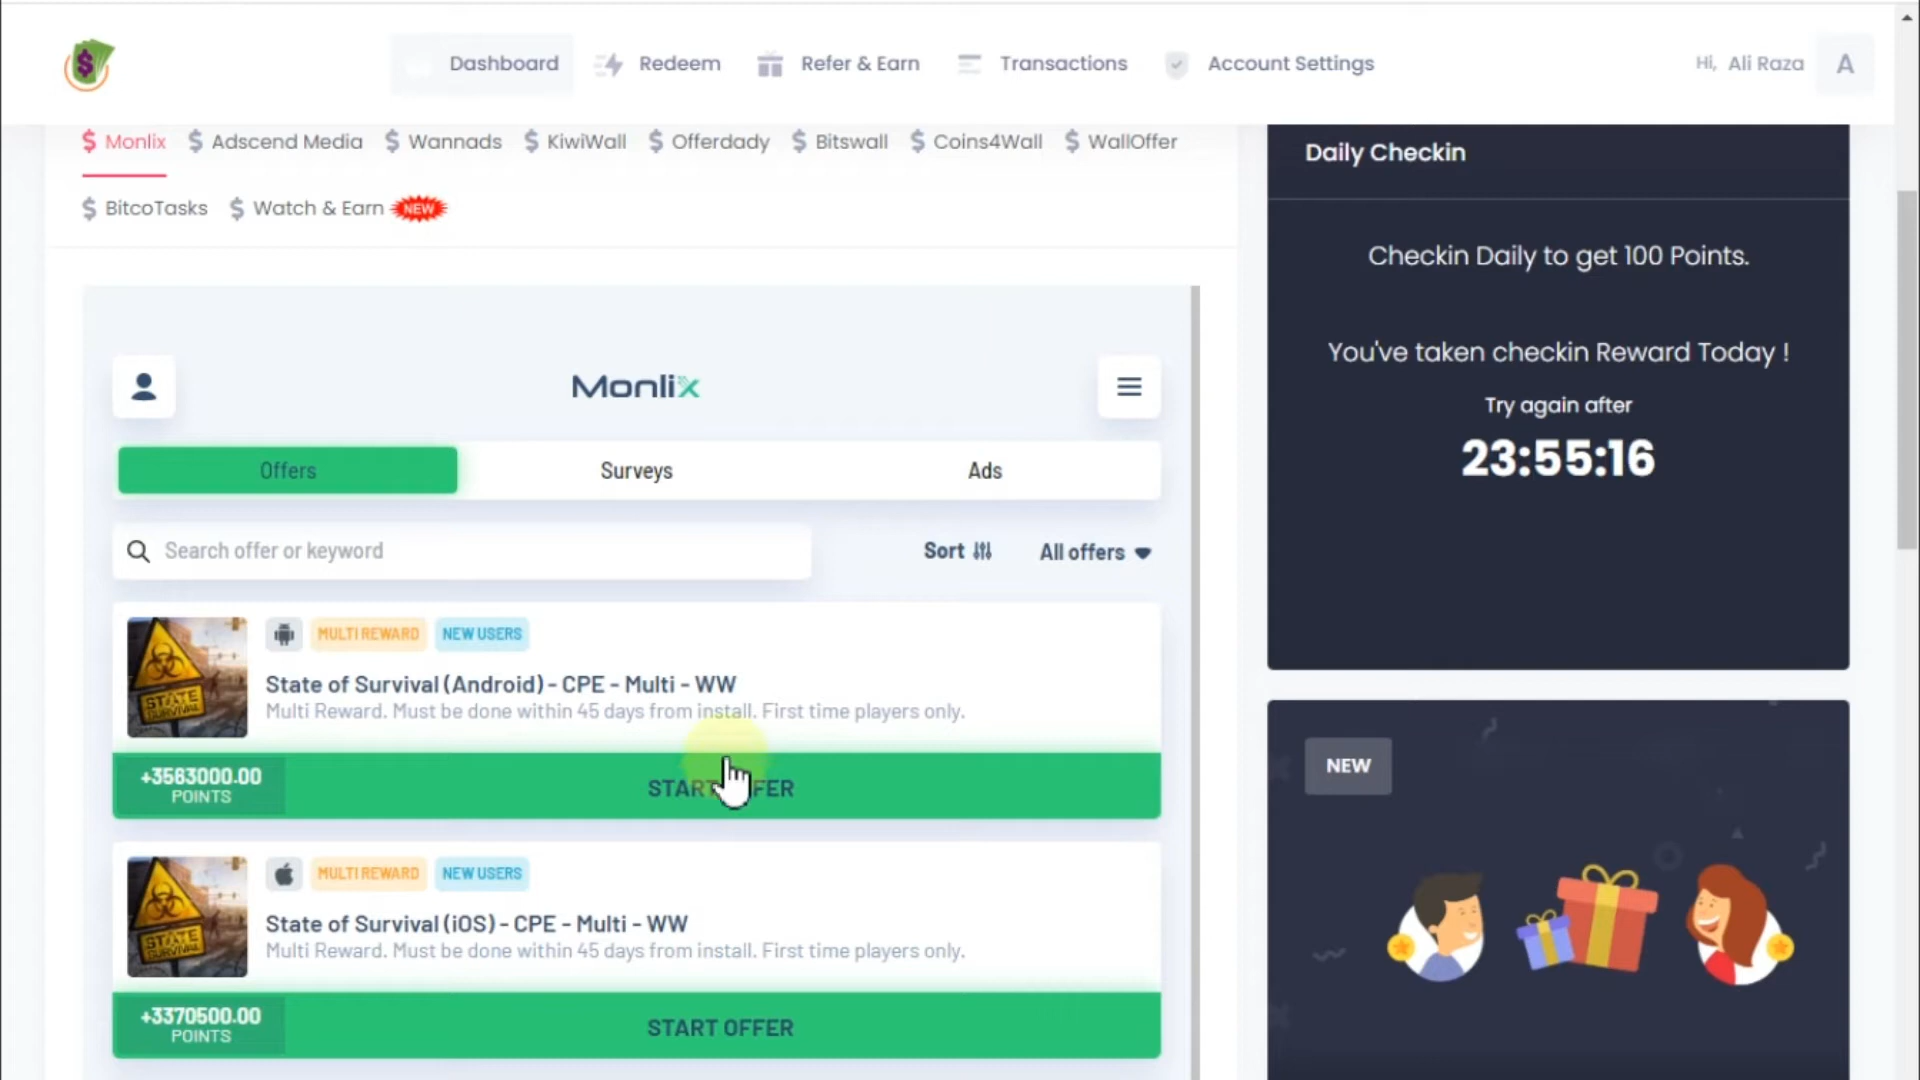 Dashboard Redeem Refer & Earn Transactions Account Settings Hi, Ali Raza A
$ Monlix $ Adscend Media $ Wannads $ KiwiWall $ Offerdady $ Bitswall $ Coins4Wall $ WallOffer
$ BitcoTasks $ Watch & Earn NEW
Monlix
Offers Surveys Ads
Search offer or keyword Sort All offers
MULTI REWARD NEW USERS
State of Survival (Android) - CPE - Multi - WW
Multi Reward. Must be done within 45 days from install. First time players only.
+3563000.00
POINTS
START OFFER
MULTI REWARD NEW USERS
State of Survival (iOS) - CPE - Multi - WW
Multi Reward. Must be done within 45 days from install. First time players only.
+3370500.00
POINTS
START OFFER
Daily Checkin
Checkin Daily to get 100 Points.
You've taken checkin Reward Today !
Try again after
23:55:16
NEW